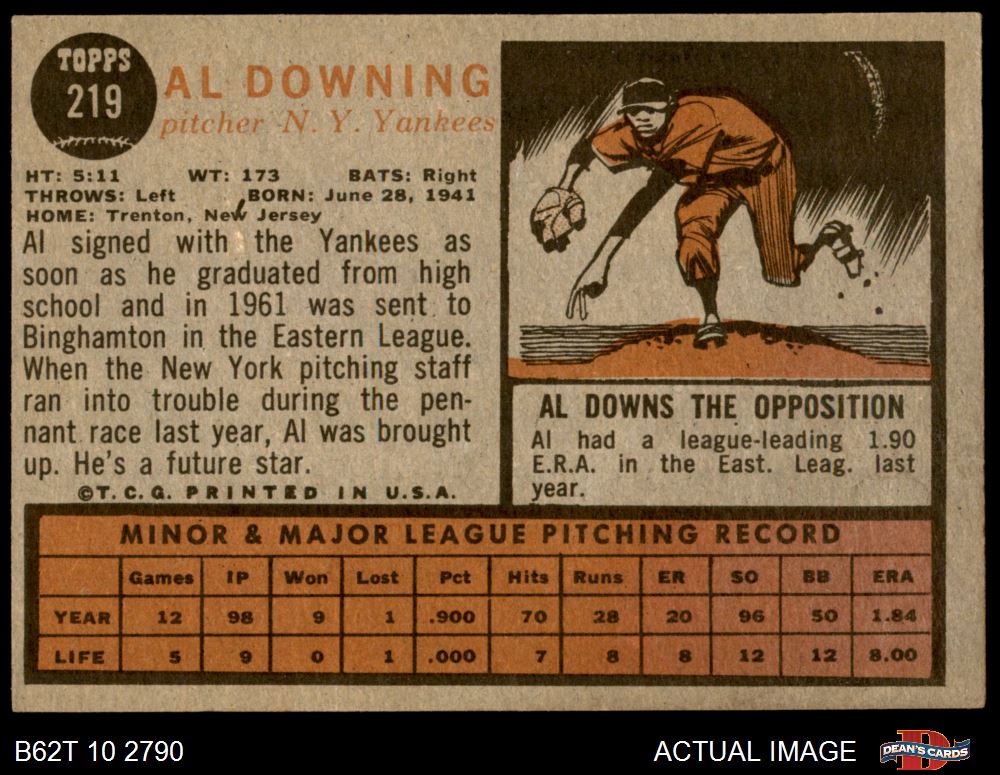 TOPPS
219
AL DOWNING
pitcher - N. Y. Yankees
HT: 5:11 WT: 173 BATS: Right
THROWS: Left BORN: June 28, 1941
HOME: Trenton, New Jersey
Al signed with the Yankees as
soon as he graduated from high
school and in 1961 was sent to
Binghamton in the Eastern League.
When the New York pitching staff
ran into trouble during the pen-
nant race last year, Al was brought
up. He's a future star.
©T. C. G. PRINTED IN U.S.A.
AL DOWNS THE OPPOSITION
Al had a league-leading 1.90
E.R.A. in the East. Leag. last
year.
MINOR & MAJOR LEAGUE PITCHING RECORD
Games IP Won Lost Pct Hits Runs ER SO BB ERA
YEAR 12 98 9 1 .900 70 28 20 96 50 1.84
LIFE 5 9 0 1 .000 7 8 8 12 12 8.00
B62T 10 2790 ACTUAL IMAGE DEAN'S CARDS